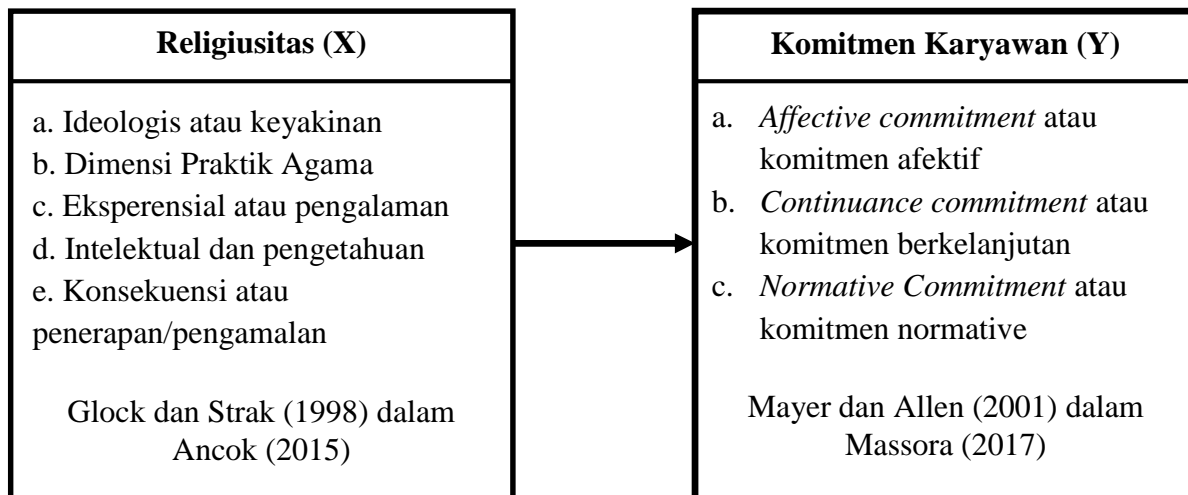 Religiusitas (X)
a. Ideologis atau keyakinan
b. Dimensi Praktik Agama
c. Eksperensial atau pengalaman
d. Intelektual dan pengetahuan
e. Konsekuensi atau
penerapan/pengamalan
Glock dan Strak (1998) dalam
Ancok (2015)
Komitmen Karyawan (Y)
a. Affective commitment atau
komitmen afektif
b. Continuance commitment atau
komitmen berkelanjutan
c. Normative Commitment atau
komitmen normative
Mayer dan Allen (2001) dalam
Massora (2017)